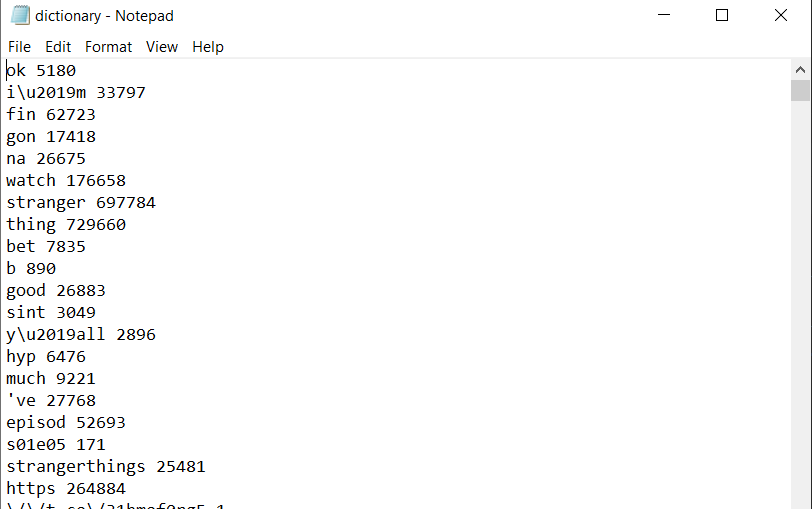 dictionary - Notepad
File Edit Format View Help
ok 5180
i\u2019m 33797
fin 62723
gon 17418
na 26675
watch 176658
stranger 697784
thing 729660
bet 7835
b 890
good 26883
sint 3049
y\u2019all 2896
hyp 6476
much 9221
've 27768
episod 52693
s01e05 171
strangerthings 25481
https 264884